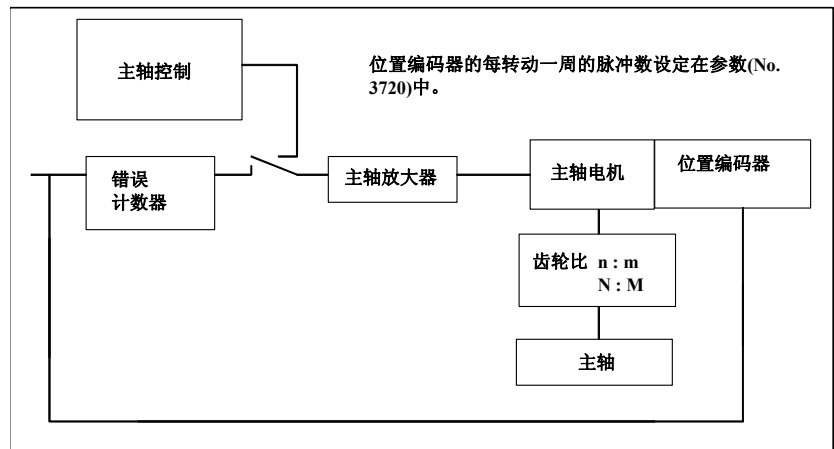 主轴控制
位置编码器的每转动一周的脉冲数设定在参数(No.
3720)中。
错误
计数器
主轴放大器
主轴电机
位置编码器
齿轮比 n : m
N : M
主轴